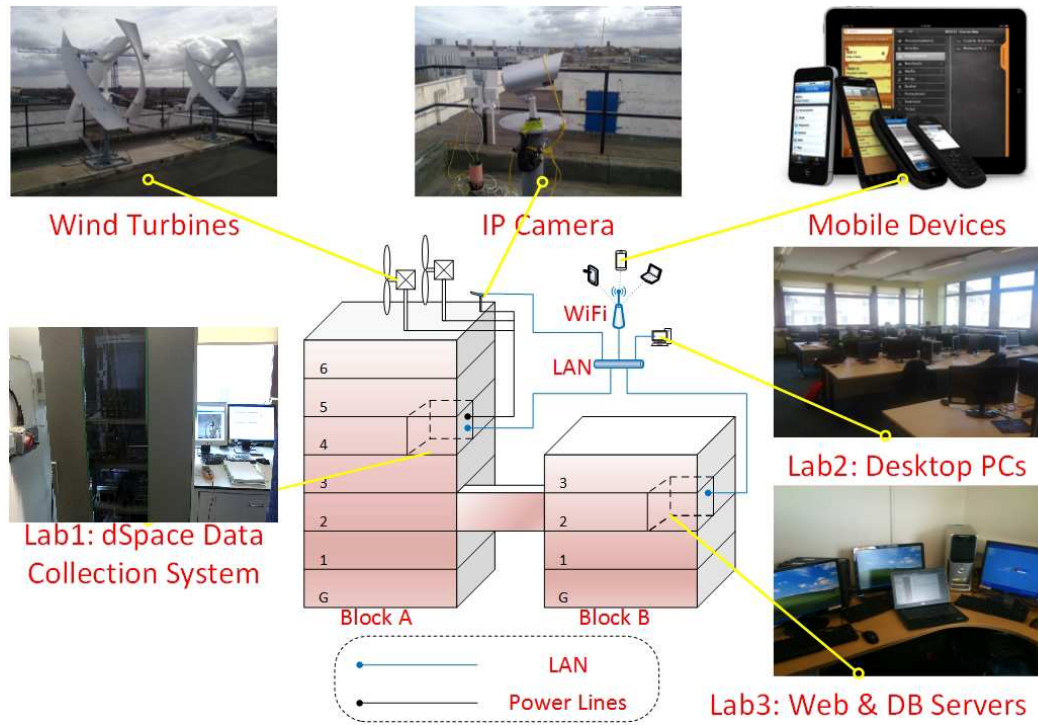 Wind Turbines
IP Camera
Mobile Devices
WiFi
LAN
6
5
4
3
2
1
G
Block A
3
2
1
G
Block B
Lab1: dSpace Data
Collection System
Lab2: Desktop PCs
Lab3: Web & DB Servers
LAN
Power Lines